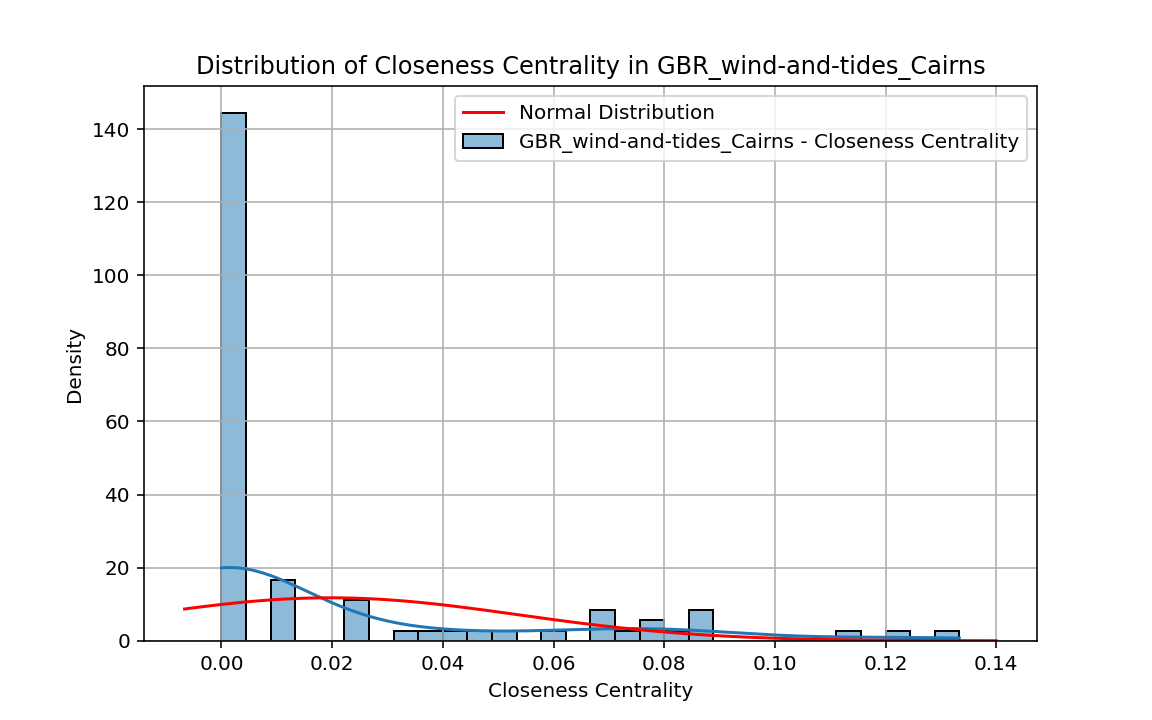 Distribution of Closeness Centrality in GBR_wind-and-tides_Cairns
Normal Distribution
GBR_wind-and-tides_Cairns - Closeness Centrality
140
120
100
80
60
40
20
0
Density
0.00 0.02 0.04 0.06 0.08 0.10 0.12 0.14
Closeness Centrality